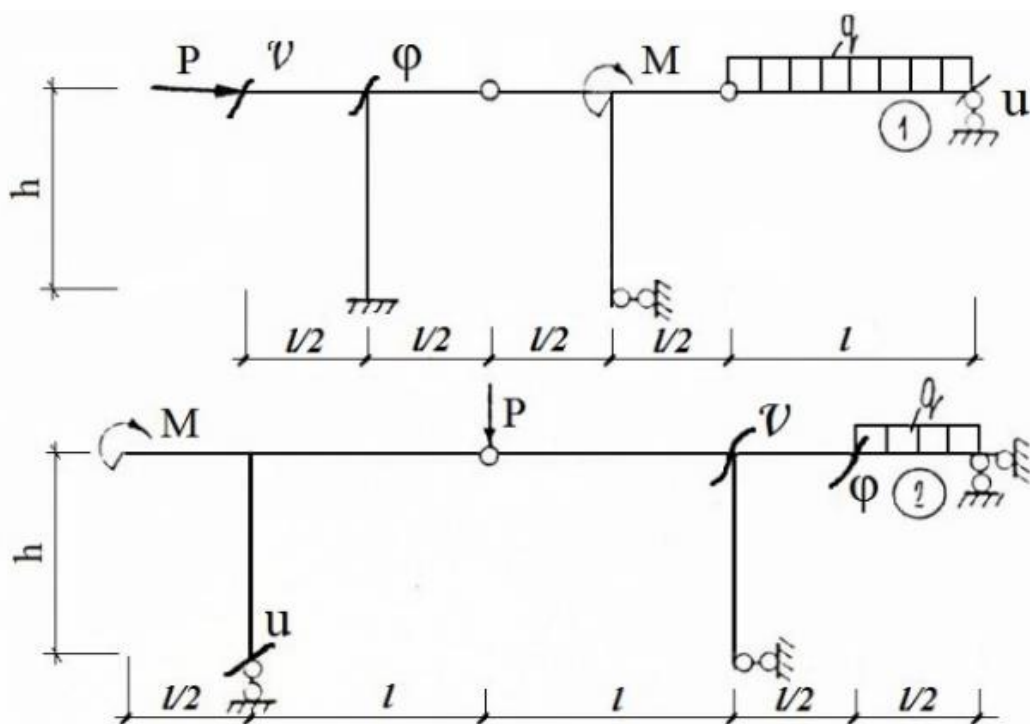 q
P v φ M
1 u
h
l/2 l/2 l/2 l/2 l
M P v q
φ 2
h
u
l/2 l l l/2 l/2